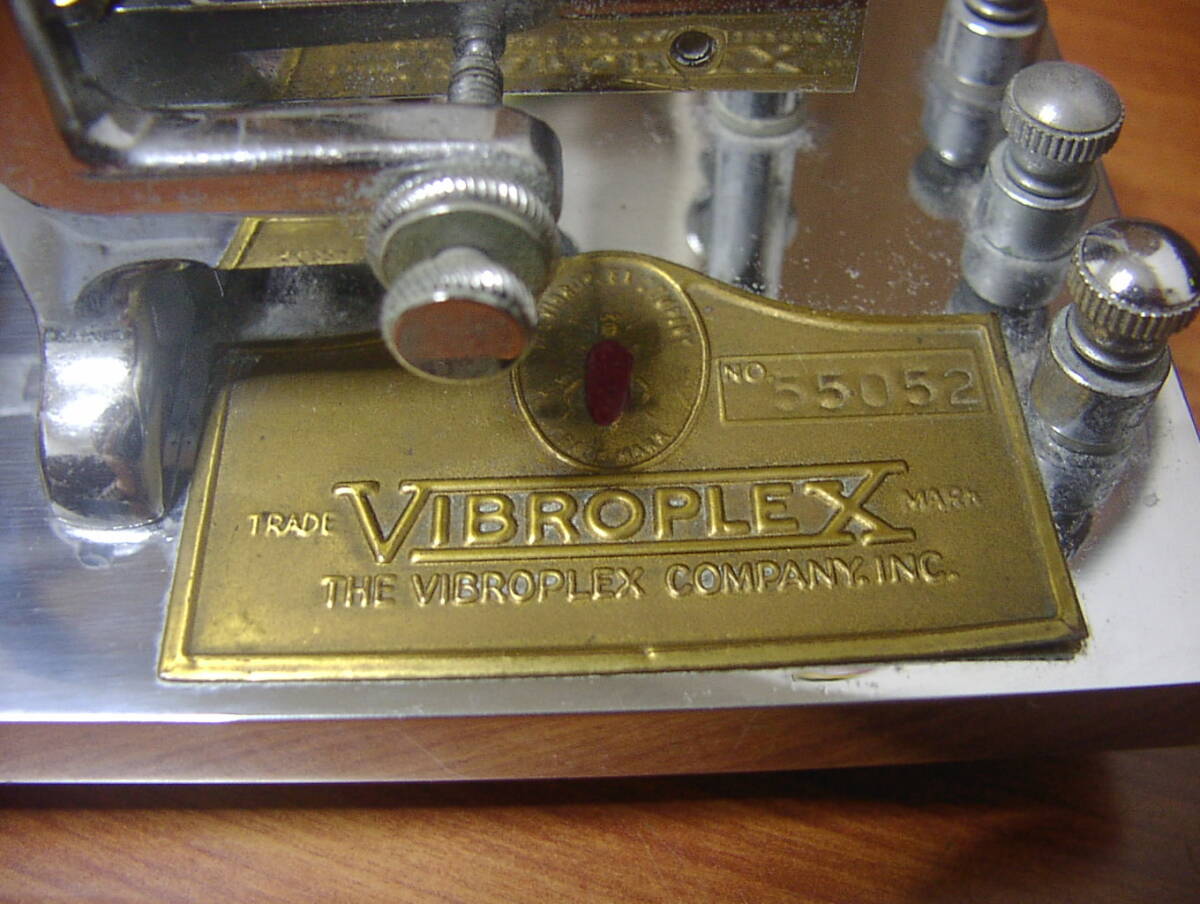 NO. 55052
TRADE VIBROPLEX MARK
THE VIBROPLEX COMPANY, INC.